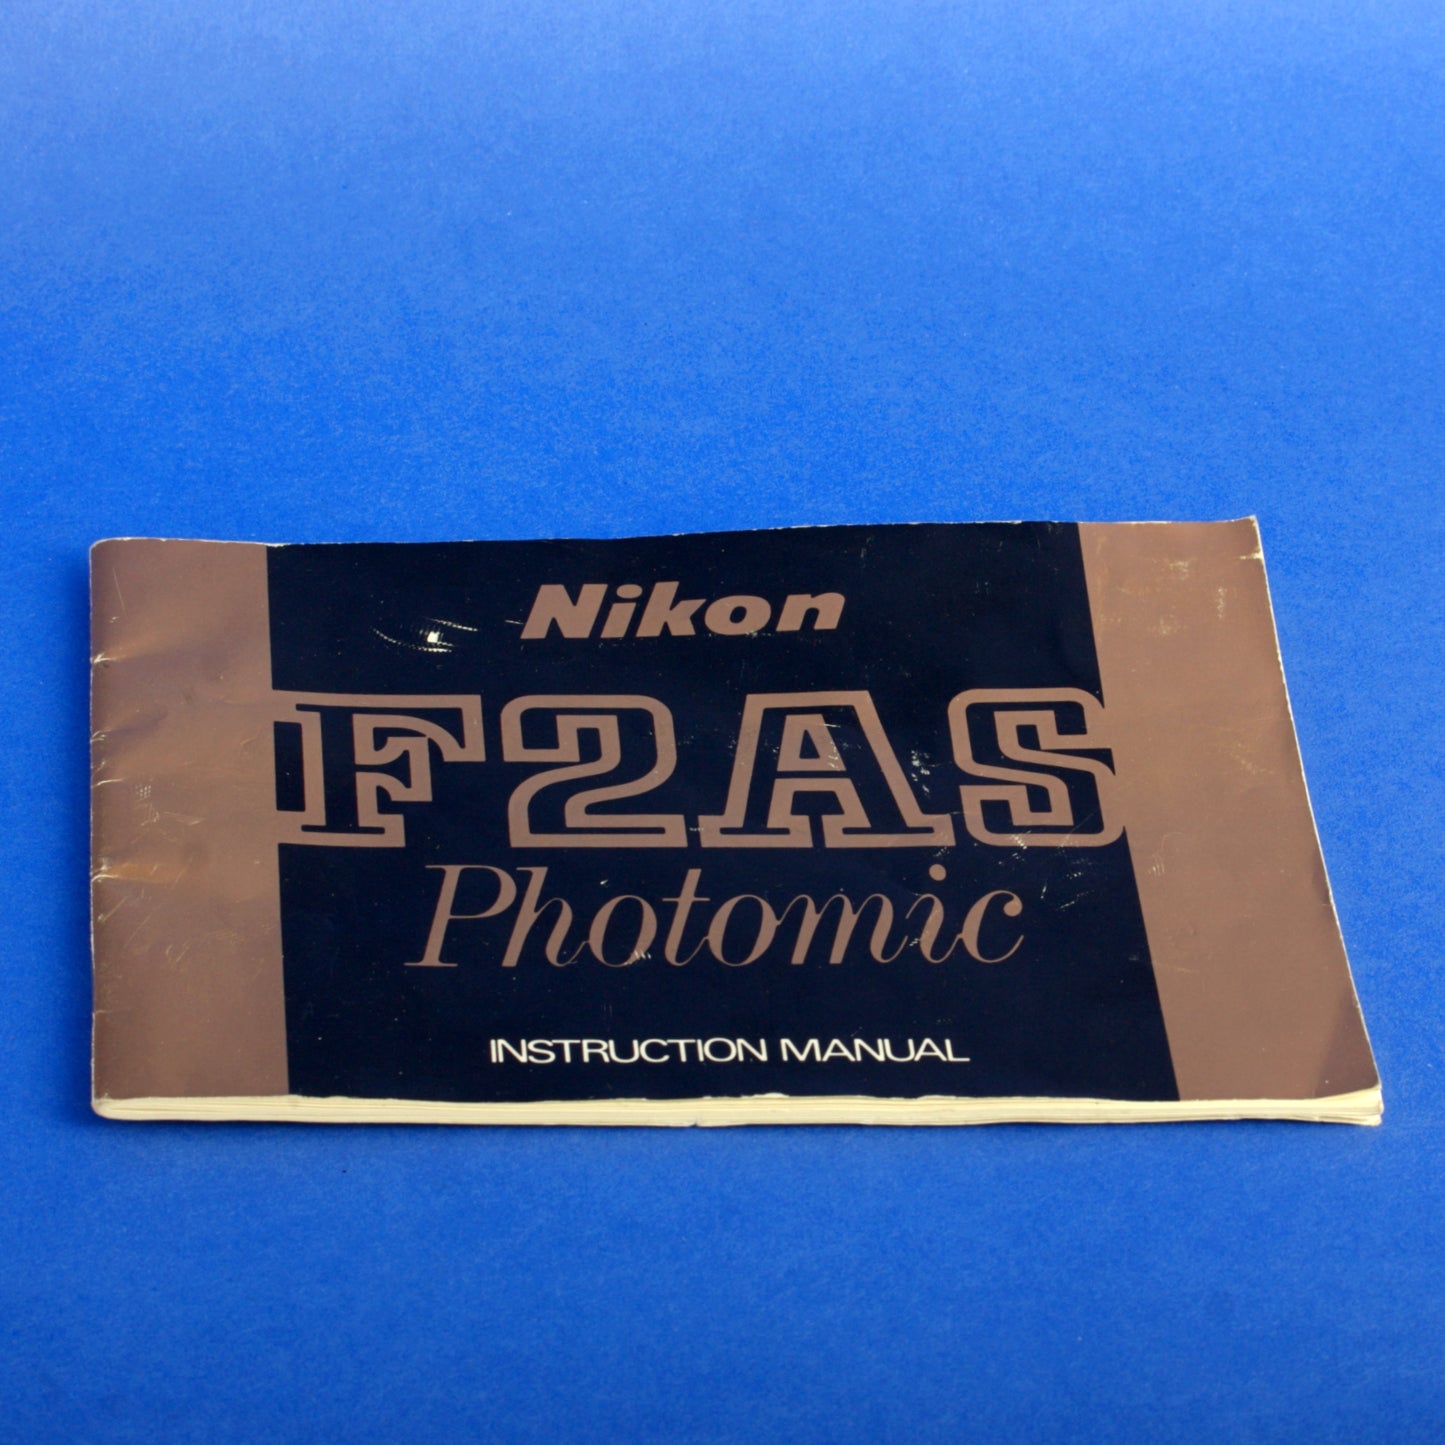 Nikon
F2AS
Photomic
INSTRUCTION MANUAL